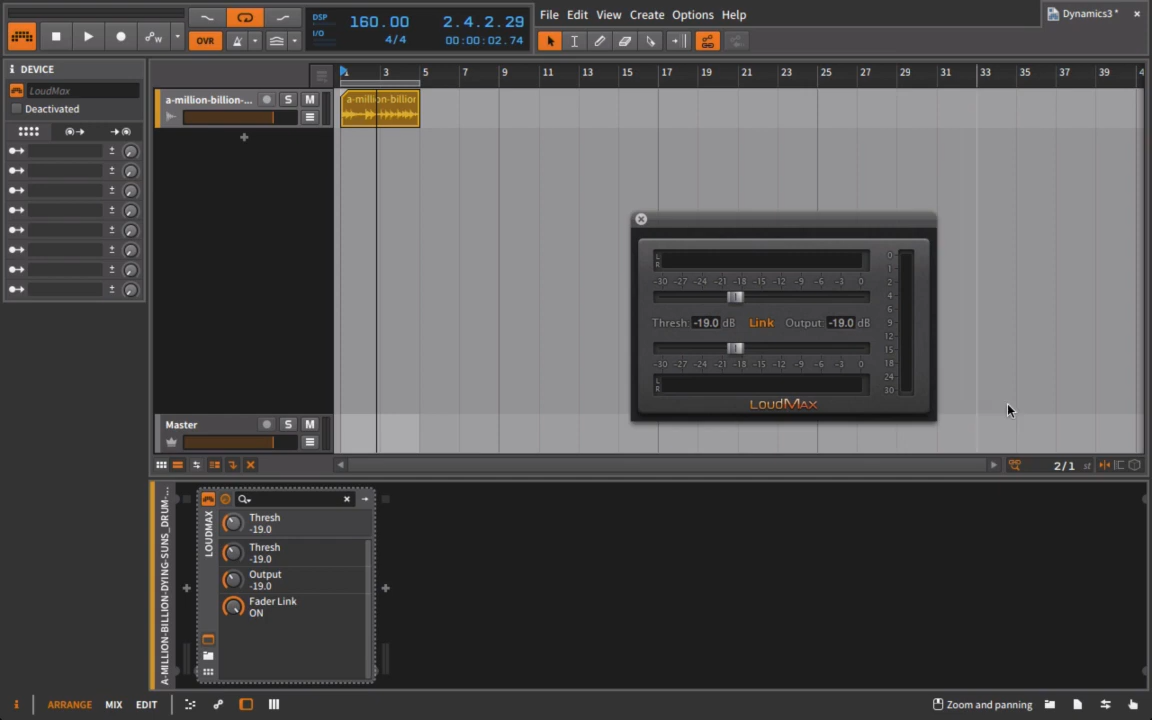 DSP
I/O
160.00
4/4
2.4.2.29
00:00:02.74
File Edit View Create Options Help
Dynamics3 *
OVR
DEVICE
LoudMax
Deactivated
1 3 5 7 9 11 13 15 17 19 21 23 25 27 29 31 33 35 37 39 4
a-million-billion-... S M
a-million-billion
-30 -27 -24 -21 -18 -15 -12 -9 -6 -3 0
Thresh: -19.0 dB Link Output: -19.0 dB
-30 -27 -24 -21 -18 -15 -12 -9 -6 -3 0
L
R
L
R
0
1
2
4
6
9
12
15
18
24
30
LOUDMAX
Master S M
2/1 st
A-MILLION-BILLION-DYING-SUNS_DRUM-...
LOUDMAX
Thresh
-19.0
Thresh
-19.0
Output
-19.0
Fader Link
ON
i ARRANGE MIX EDIT
Zoom and panning